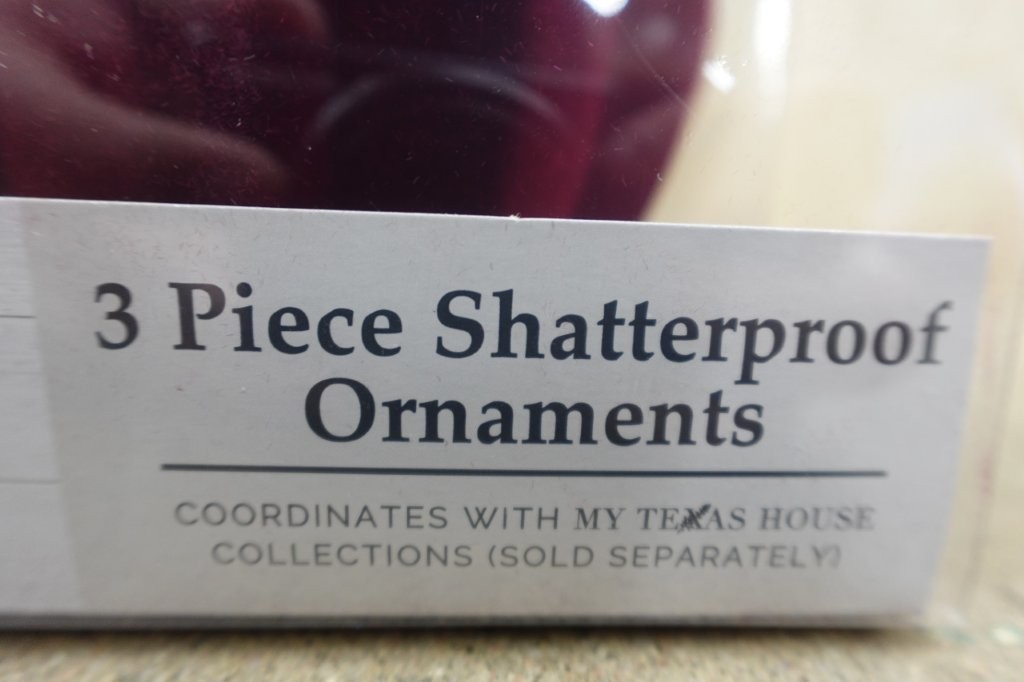 3 Piece Shatterproof
Ornaments
COORDINATES WITH MY TEXAS HOUSE
COLLECTIONS (SOLD SEPARATELY)